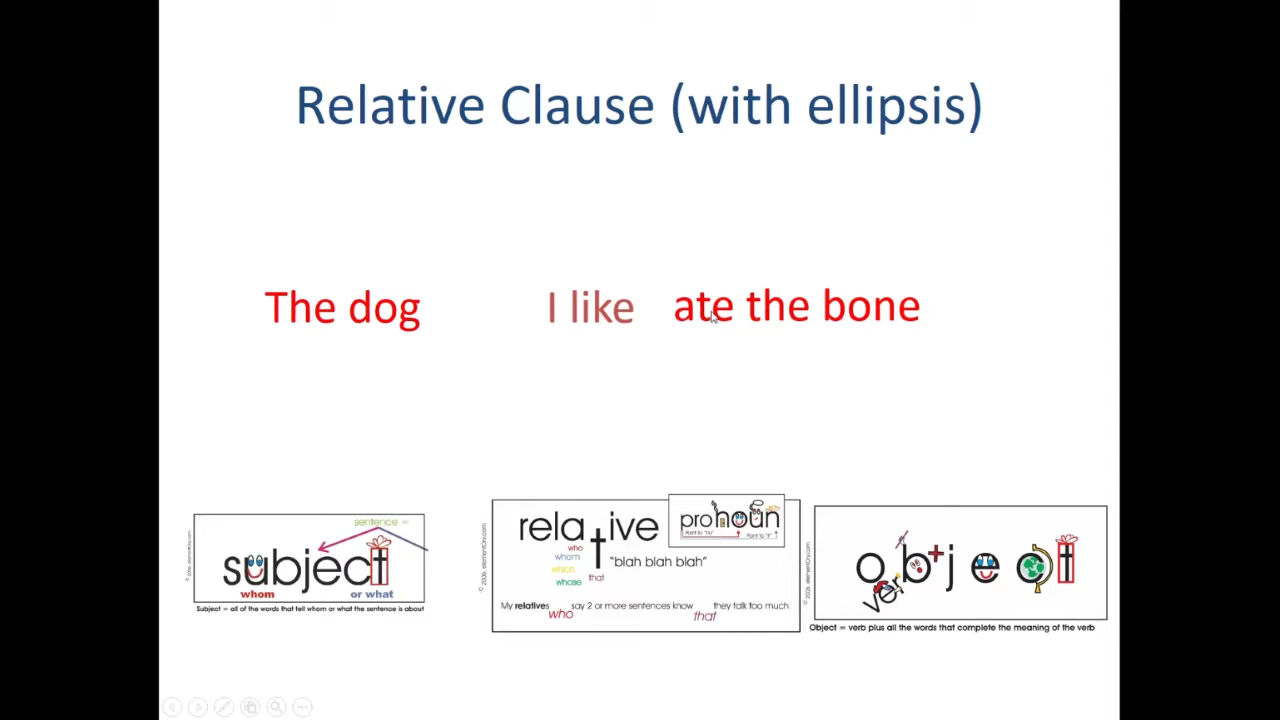 Relative Clause (with ellipsis)
The dog I like ate the bone
© 2006, elementory.com
sentence =
subject
whom or what
Subject = all of the words that tell whom or what the sentence is about
relative
pronoun
who
whom
which
whose
that
"blah blah blah"
My relatives who say 2 or more sentences know that they talk too much.
object
verb
Object = verb plus all the words that complete the meaning of the verb